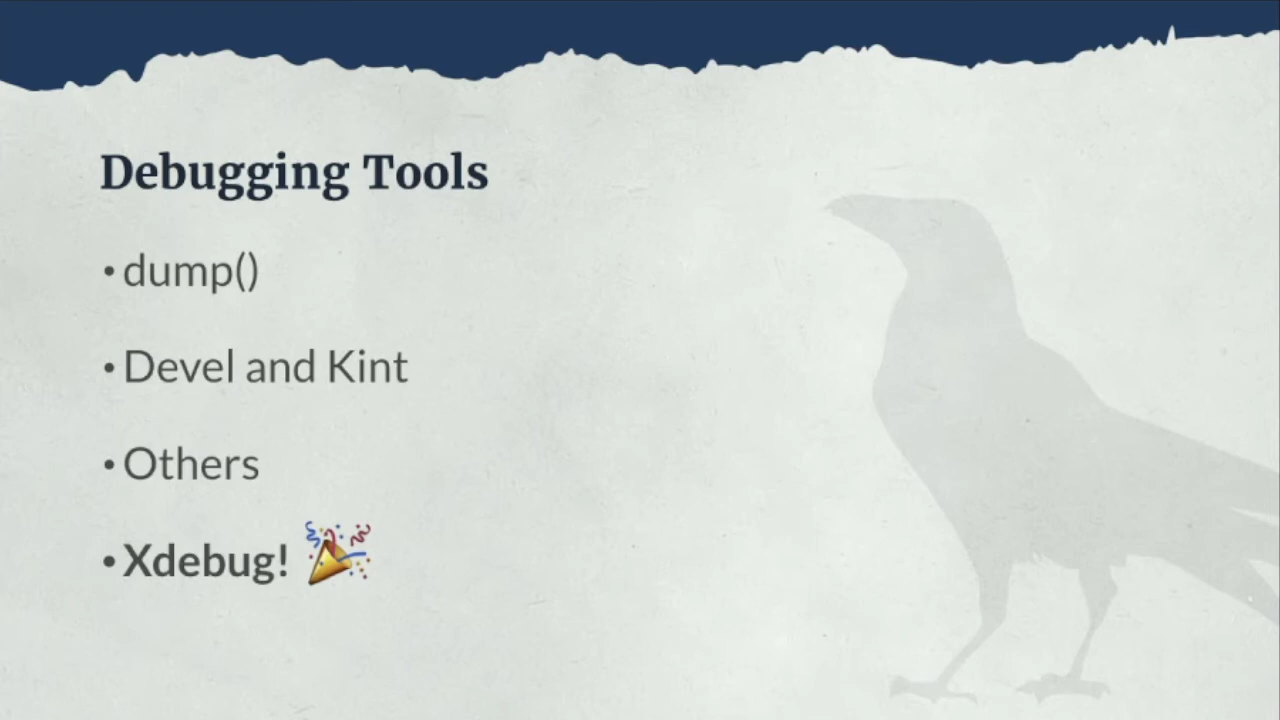 Debugging Tools
• dump()
• Devel and Kint
• Others
• Xdebug! 🎉